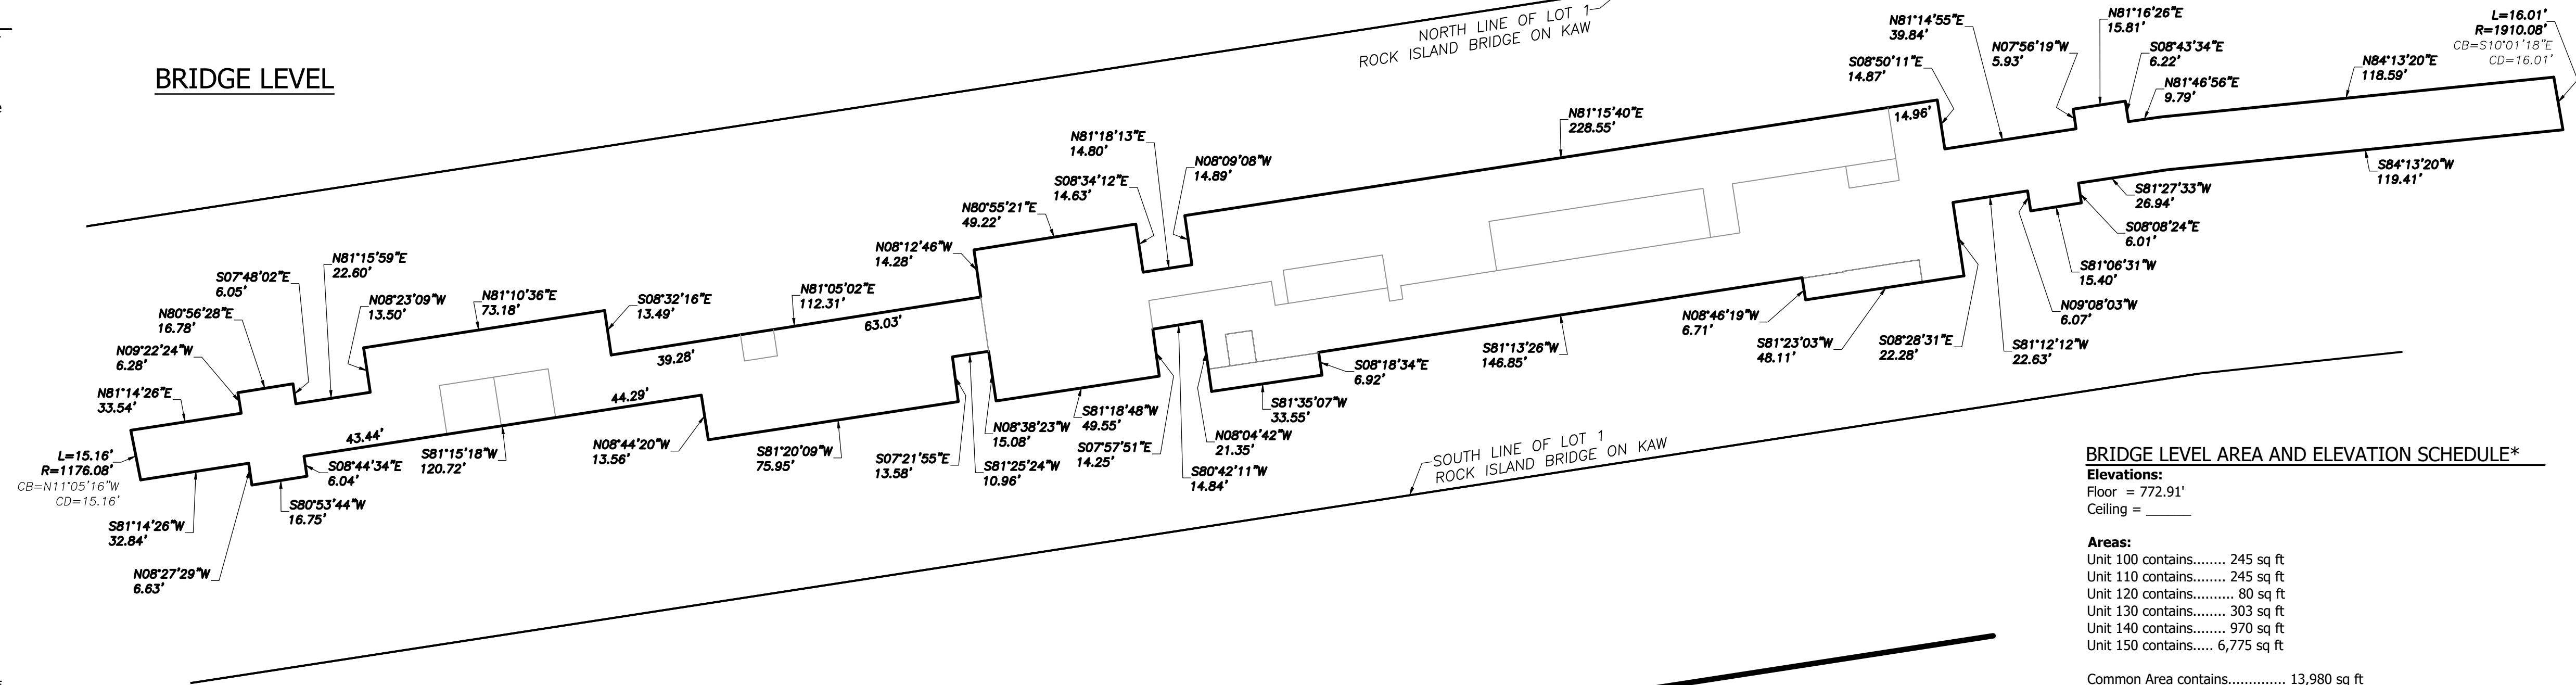 BRIDGE LEVEL
NORTH LINE OF LOT 1
ROCK ISLAND BRIDGE ON KAW
L=15.16'
R=1176.08'
CB=N11°05'16"W
CD=15.16'
N81°14'26"E
33.54'
N09°22'24"W
6.28'
N80°56'28"E
16.78'
S07°48'02"E
6.05'
N81°15'59"E
22.60'
N08°23'09"W
13.50'
N81°10'36"E
73.18'
S08°32'16"E
13.49'
39.28'
N81°05'02"E
112.31'
63.03'
N08°12'46"W
14.28'
N80°55'21"E
49.22'
S08°34'12"E
14.63'
N81°18'13"E
14.80'
N08°09'08"W
14.89'
N81°15'40"E
228.55'
14.96'
S08°50'11"E
14.87'
N81°14'55"E
39.84'
N07°56'19"W
5.93'
N81°16'26"E
15.81'
S08°43'34"E
6.22'
N81°46'56"E
9.79'
N84°13'20"E
118.59'
L=16.01'
R=1910.08'
CB=S10°01'18"E
CD=16.01'
S84°13'20"W
119.41'
S81°27'33"W
26.94'
S08°08'24"E
6.01'
S81°06'31"W
15.40'
N09°08'03"W
6.07'
S81°12'12"W
22.63'
S08°28'31"E
22.28'
S81°23'03"W
48.11'
N08°46'19"W
6.71'
S81°13'26"W
146.85'
S08°18'34"E
6.92'
S81°35'07"W
33.55'
N08°04'42"W
21.35'
S80°42'11"W
14.84'
S07°57'51"E
14.25'
S81°18'48"W
49.55'
N08°38'23"W
15.08'
S81°25'24"W
10.96'
S07°21'55"E
13.58'
S81°20'09"W
75.95'
N08°44'20"W
13.56'
44.29'
S81°15'18"W
120.72'
43.44'
S08°44'34"E
6.04'
S80°53'44"W
16.75'
N08°27'29"W
6.63'
S81°14'26"W
32.84'
SOUTH LINE OF LOT 1
ROCK ISLAND BRIDGE ON KAW
BRIDGE LEVEL AREA AND ELEVATION SCHEDULE*
Elevations:
Floor = 772.91'
Ceiling = ______
Areas:
Unit 100 contains........ 245 sq ft
Unit 110 contains........ 245 sq ft
Unit 120 contains.......... 80 sq ft
Unit 130 contains........ 303 sq ft
Unit 140 contains........ 970 sq ft
Unit 150 contains..... 6,775 sq ft
Common Area contains.............. 13,980 sq ft